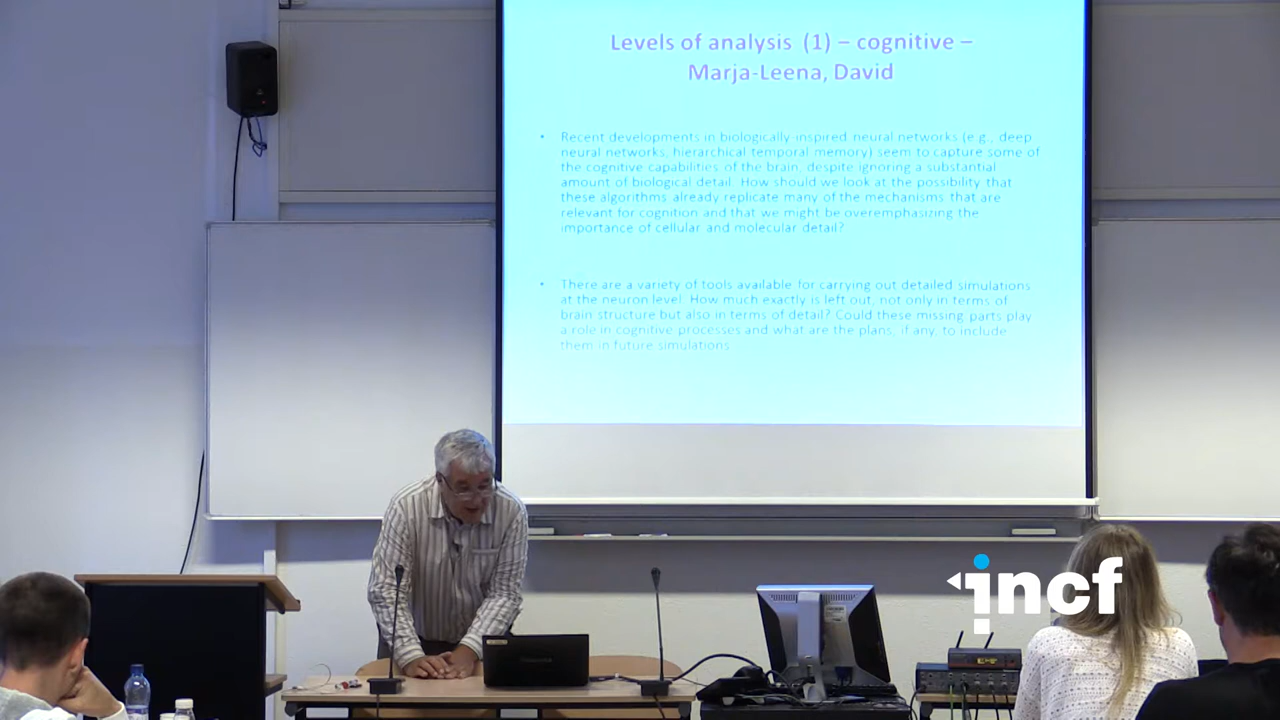 Levels of analysis (1) – cognitive –
Marja-Leena, David
• Recent developments in biologically-inspired neural networks (e.g., deep
neural networks, hierarchical temporal memory) seem to capture some of
the cognitive capabilities of the brain, despite ignoring a substantial
amount of biological detail. How should we look at the possibility that
these algorithms already replicate many of the mechanisms that are
relevant for cognition and that we might be overemphasizing the
importance of cellular and molecular detail?
• There are a variety of tools available for carrying out detailed simulations
at the neuron level. How much exactly is left out, not only in terms of
brain structure but also in terms of detail? Could these missing parts play
a role in cognitive processes and what are the plans, if any, to include
them in future simulations
incf